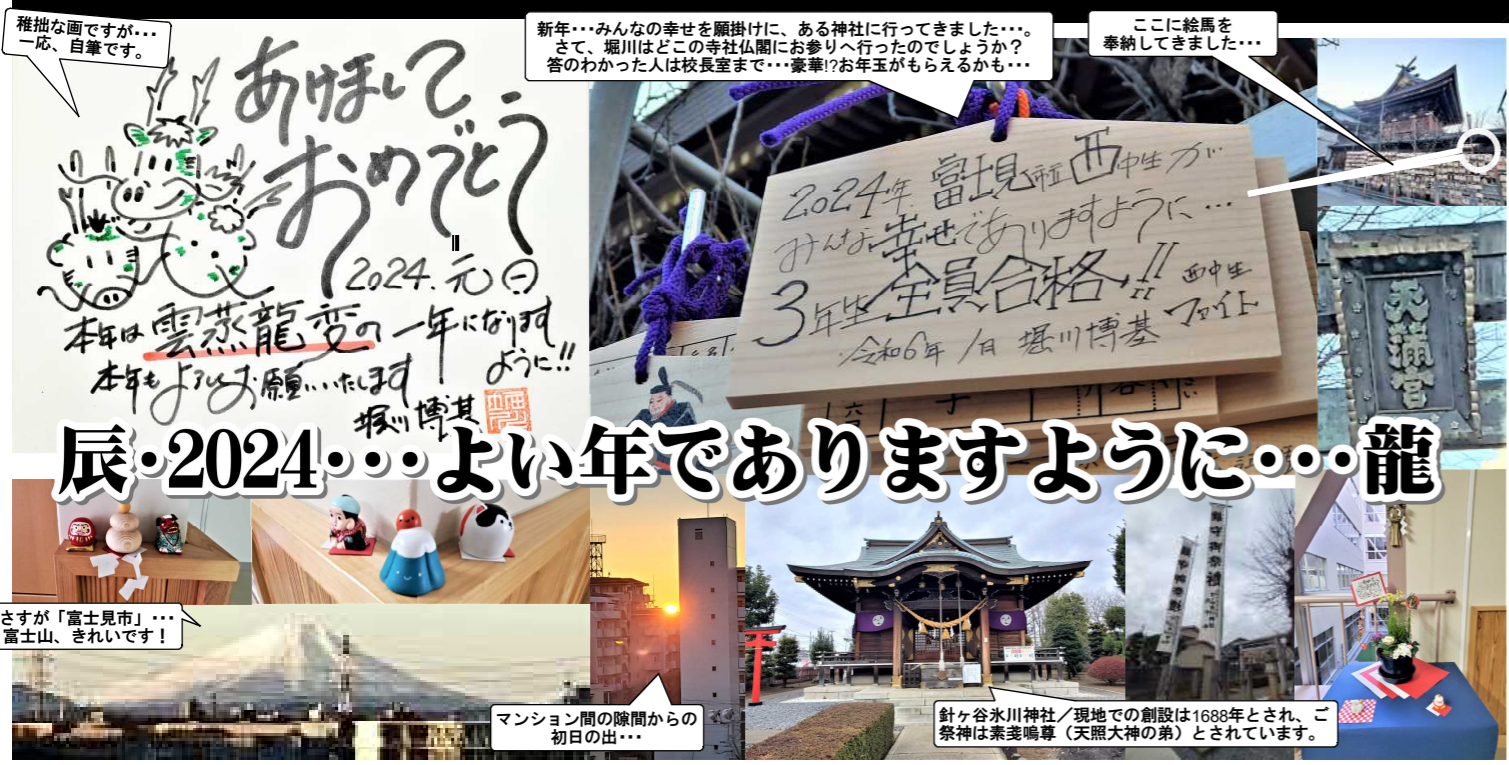 稚拙な画ですが・・・
一応、自筆です。
新年・・・みんなの幸せを願掛けに、ある神社に行ってきました・・・。
さて、堀川はどこの寺社仏閣にお参りへ行ったのでしょうか？
答のわかった人は校長室まで・・・豪華!?お年玉がもらえるかも・・・
ここに絵馬を
奉納してきました・・・
あけまして
おめでとう
2024.元日
本年は雲蒸龍変の一年になります
ように!!
本年もよろしくお願いいたします
堀川博基
2024年富士見市立西中生が
みんな幸せでありますように…
3年生全員合格!!
西中生
ファイト
令和6年1月堀川博基
天満宮
辰・2024・・・よい年でありますように・・・龍
さすが「富士見市」・・・
富士山、きれいです！
マンション間の隙間からの
初日の出・・・
針ヶ谷氷川神社／現地での創設は1688年とされ、ご
祭神は素戔嗚尊（天照大神の弟）とされています。